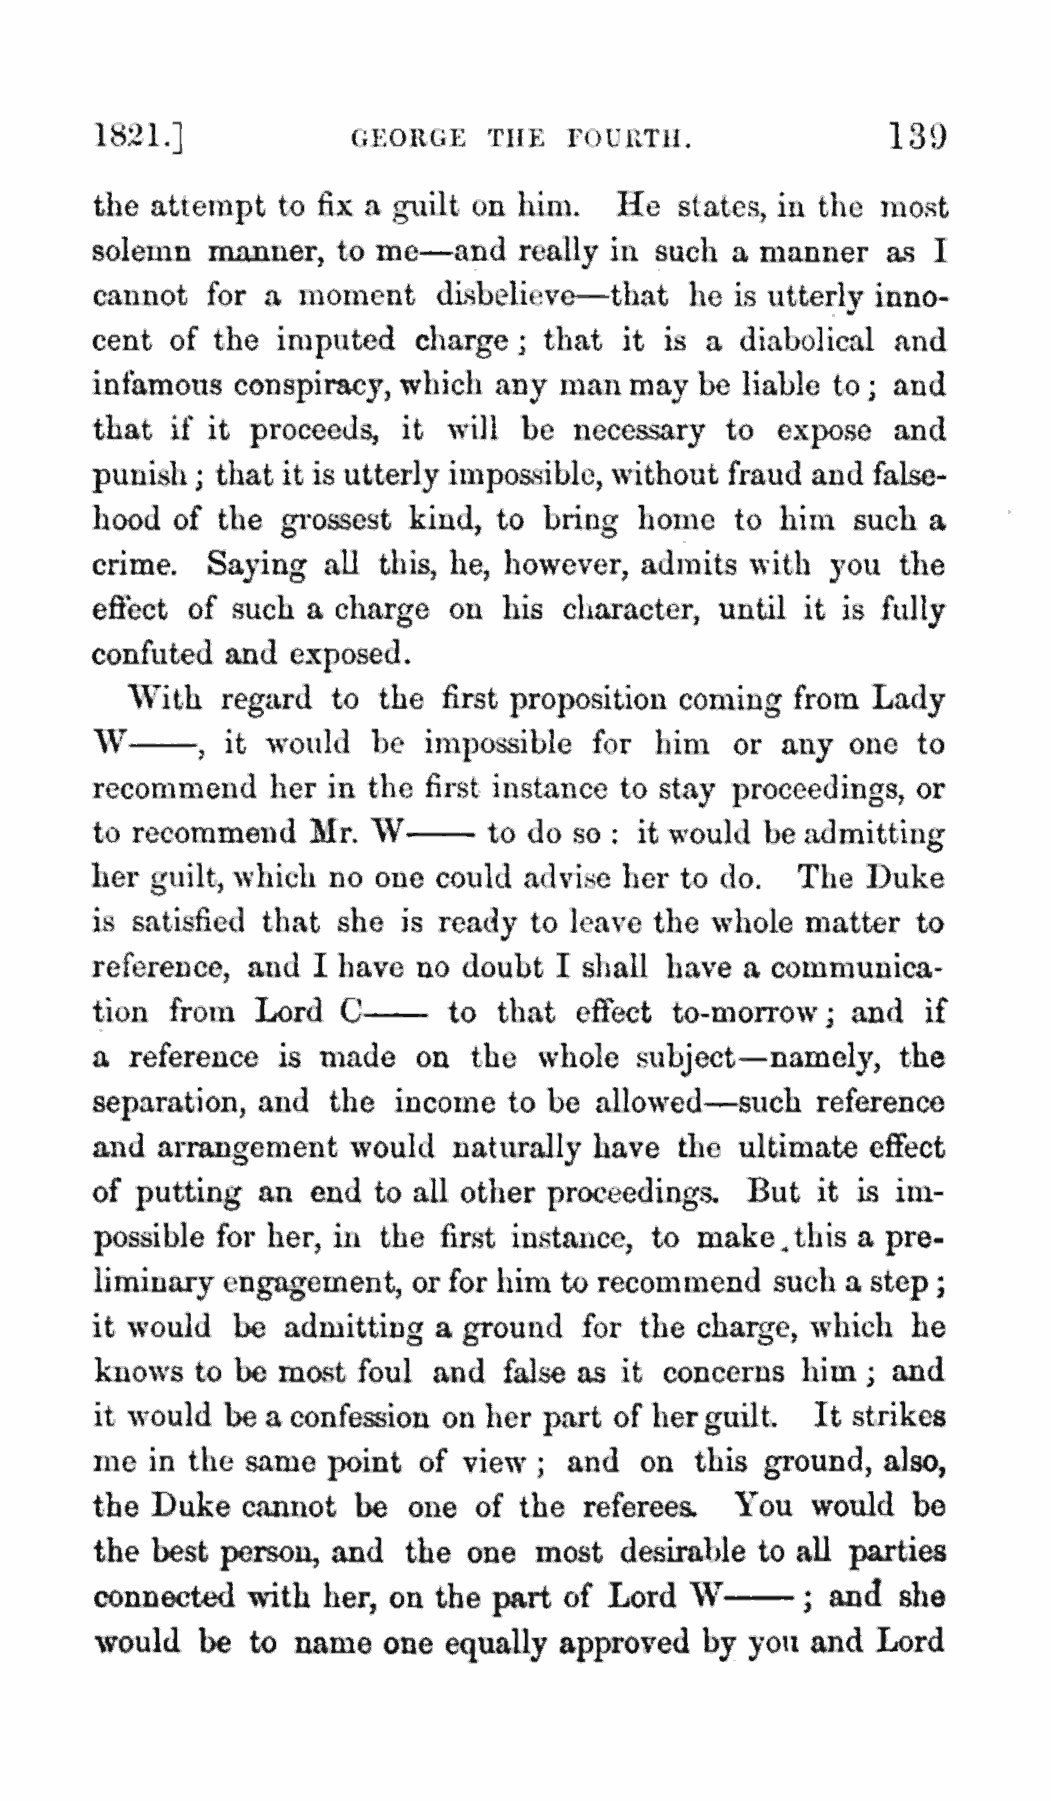 1821.] GEORGE THE FOURTH. 139
the attempt to fix a guilt on him. He states, in the most
solemn manner, to me—and really in such a manner as I
cannot for a moment disbelieve—that he is utterly inno-
cent of the imputed charge ; that it is a diabolical and
infamous conspiracy, which any man may be liable to ; and
that if it proceeds, it will be necessary to expose and
punish ; that it is utterly impossible, without fraud and false-
hood of the grossest kind, to bring home to him such a
crime. Saying all this, he, however, admits with you the
effect of such a charge on his character, until it is fully
confuted and exposed.
With regard to the first proposition coming from Lady
W——, it would be impossible for him or any one to
recommend her in the first instance to stay proceedings, or
to recommend Mr. W—— to do so : it would be admitting
her guilt, which no one could advise her to do. The Duke
is satisfied that she is ready to leave the whole matter to
reference, and I have no doubt I shall have a communica-
tion from Lord C—— to that effect to-morrow ; and if
a reference is made on the whole subject—namely, the
separation, and the income to be allowed—such reference
and arrangement would naturally have the ultimate effect
of putting an end to all other proceedings. But it is im-
possible for her, in the first instance, to make this a pre-
liminary engagement, or for him to recommend such a step ;
it would be admitting a ground for the charge, which he
knows to be most foul and false as it concerns him ; and
it would be a confession on her part of her guilt. It strikes
me in the same point of view ; and on this ground, also,
the Duke cannot be one of the referees. You would be
the best person, and the one most desirable to all parties
connected with her, on the part of Lord W—— ; and she
would be to name one equally approved by you and Lord